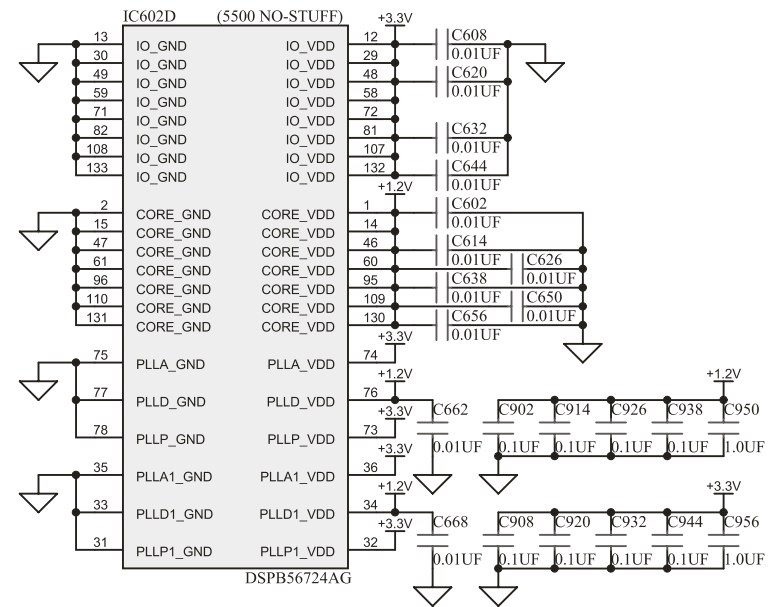 IC602D (5500 NO-STUFF) +3.3V
13 IO_GND IO_VDD 12 C608
30 IO_GND IO_VDD 29 0.01UF
49 IO_GND IO_VDD 48 C620
0.01UF
59 IO_GND IO_VDD 58
71 IO_GND IO_VDD 72
82 IO_GND IO_VDD 81 C632
108 IO_GND IO_VDD 107 0.01UF
133 IO_GND IO_VDD 132 C644
+1.2V 0.01UF
2 CORE_GND CORE_VDD 1 C602
15 CORE_GND CORE_VDD 14 0.01UF
47 CORE_GND CORE_VDD 46 C614
61 CORE_GND CORE_VDD 60 0.01UF C626
96 CORE_GND CORE_VDD 95 C638 0.01UF
110 CORE_GND CORE_VDD 109 0.01UF C650
131 CORE_GND CORE_VDD 130 C656 0.01UF
+3.3V 0.01UF
75 PLLA_GND PLLA_VDD 74
+1.2V +1.2V
77 PLLD_GND PLLD_VDD 76
+3.3V C662 C902 C914 C926 C938 C950
78 PLLP_GND PLLP_VDD 73
0.01UF 0.1UF 0.1UF 0.1UF 0.1UF 1.0UF
+3.3V
35 PLLA1_GND PLLA1_VDD 36
+1.2V +3.3V
33 PLLD1_GND PLLD1_VDD 34
+3.3V C668 C908 C920 C932 C944 C956
31 PLLP1_GND PLLP1_VDD 32
0.01UF 0.1UF 0.1UF 0.1UF 0.1UF 1.0UF
DSPB56724AG